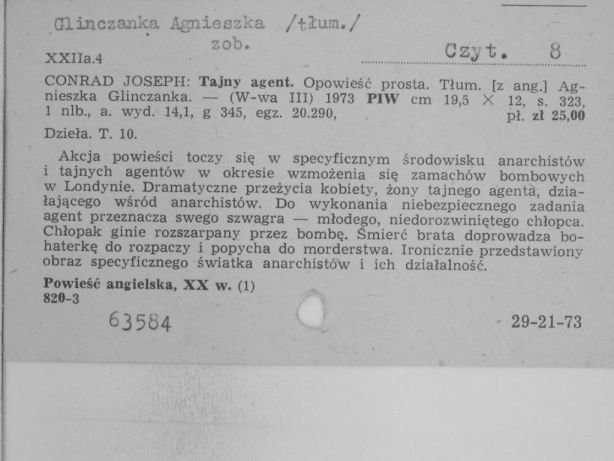 Glinczanka Agnieszka /tłum./
zob.
XXIIa.4
Czyt. 8
CONRAD JOSEPH: Tajny agent. Opowieść prosta. Tłum. [z ang.] Ag-
nieszka Glinczanka. — (W-wa III) 1973 PIW cm 19,5 × 12, s. 323,
1 nlb., a. wyd. 14,1, g 345, egz. 20.290, pł. zł 25,00
Dzieła. T. 10.
Akcja powieści toczy się w specyficznym środowisku anarchistów
i tajnych agentów w okresie wzmożenia się zamachów bombowych
w Londynie. Dramatyczne przeżycia kobiety, żony tajnego agenta, dzia-
łającego wśród anarchistów. Do wykonania niebezpiecznego zadania
agent przeznacza swego szwagra — młodego, niedorozwiniętego chłopca.
Chłopak ginie rozszarpany przez bombę. Śmierć brata doprowadza bo-
haterkę do rozpaczy i popycha do morderstwa. Ironicznie przedstawiony
obraz specyficznego światka anarchistów i ich działalność.
Powieść angielska, XX w. (1)
820-3
63584
29-21-73